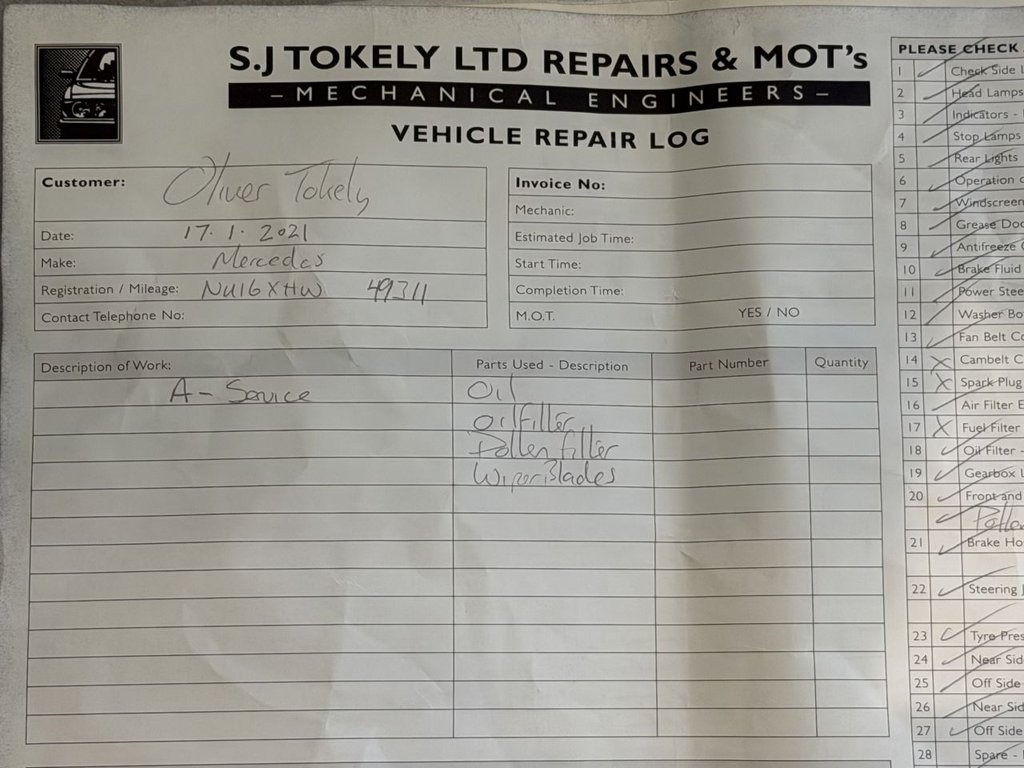 S.J TOKELY LTD REPAIRS & MOT's
– MECHANICAL ENGINEERS –
VEHICLE REPAIR LOG
Customer: Oliver Tokely
Date: 17. 1. 2021
Make: Mercedes
Registration / Mileage: NU16XHW 49311
Contact Telephone No:
Invoice No:
Mechanic:
Estimated Job Time:
Start Time:
Completion Time:
M.O.T. YES / NO
Description of Work: Parts Used - Description Part Number Quantity
A - Service Oil
Oil filter
Pollen filter
Wiper Blades
PLEASE CHECK
1 Check Side
2 Head Lamps
3 Indicators -
4 Stop Lamps
5 Rear Lights
6 Operation
7 Windscreen
8 Grease
9 Antifreeze
10 Brake Fluid
11 Power
12 Washer
13 Fan Belt
14 Cambelt
15 Spark Plug
16 Air Filter
17 Fuel Filter
18 Oil Filter -
19 Gearbox
20 Front and
Pollen
21 Brake
22 Steering
23 Tyre
24 Near Side
25 Off Side
26 Near Side
27 Off Side
28 Spare -